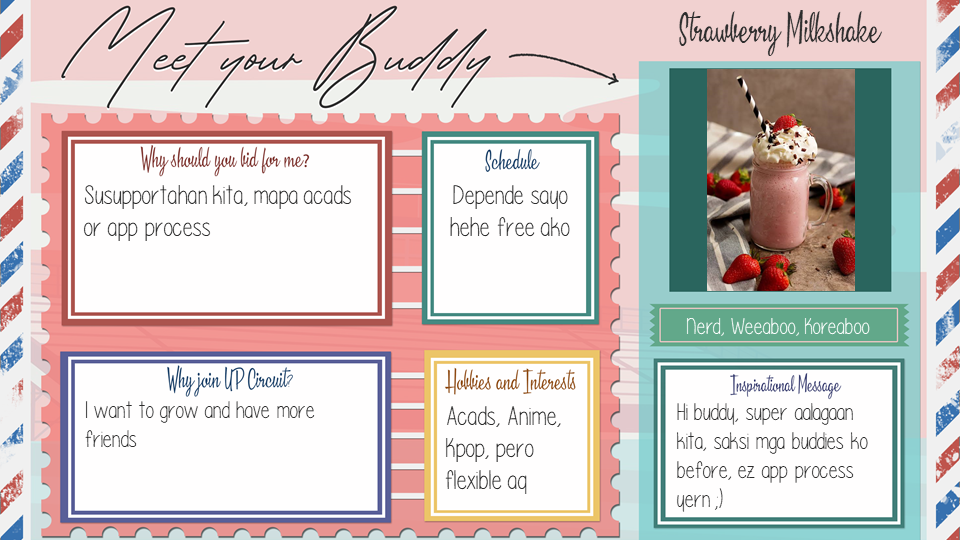 Meet your Buddy
Strawberry Milkshake
Why should you bid for me?
Susupportahan kita, mapa acads
or app process
Schedule
Depende sayo
hehe free ako
Nerd, Weeaboo, Koreaboo
Why join UP Circuit?
I want to grow and have more
friends
Hobbies and Interests
Acads, Anime,
Kpop, pero
flexible aq
Inspirational Message
Hi buddy, super aalagaan
kita, saksi mga buddies ko
before, ez app process
yern ;)